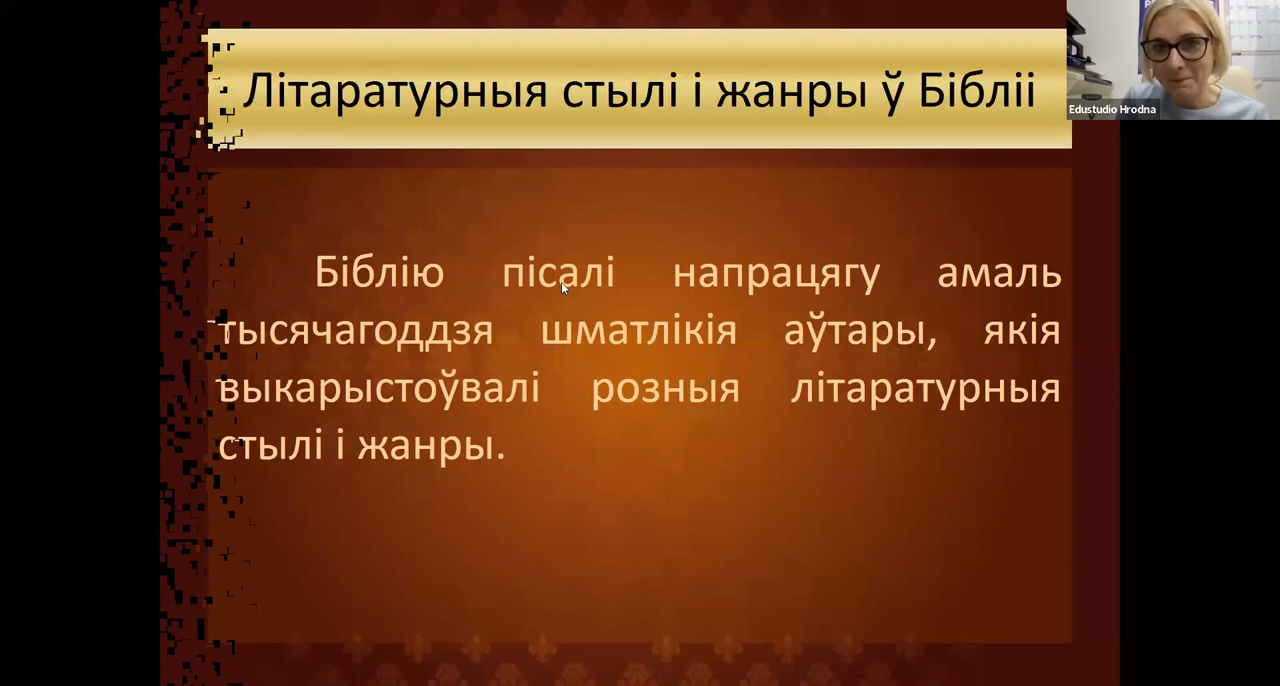 Літаратурныя стылі і жанры ў Бібліі
Edustudio Hrodna
Біблію пісалі напрацягу амаль
тысячагоддзя шматлікія аўтары, якія
выкарыстоўвалі розныя літаратурныя
стылі і жанры.